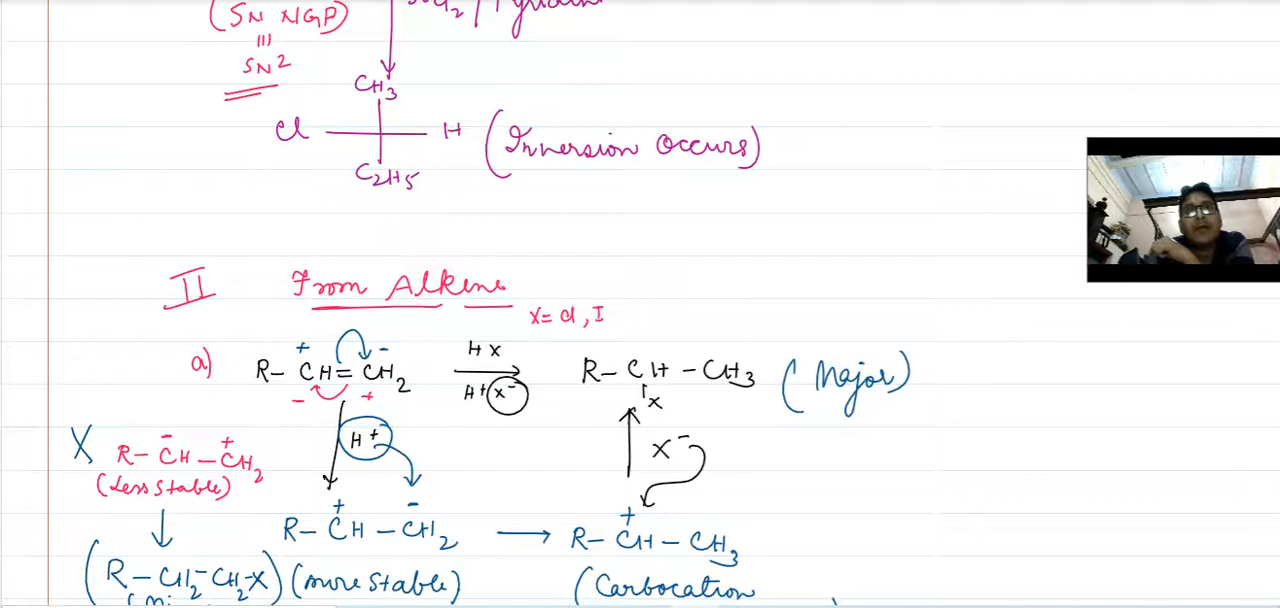 (SN NGP)
≡
SN2
CH3
Cl H (Inversion Occurs)
C2H5
II From Alkene
X= Cl, I
a) R- CH = CH2 HX R- CH -CH3 (Major)
+ - H+ X- X
- +
X R- CH - CH2 H+ X-
- +
(Less stable)
+ - +
R- CH - CH2 R- CH - CH3
(R -CH2- CH2-X) (more stable) (Carbocation